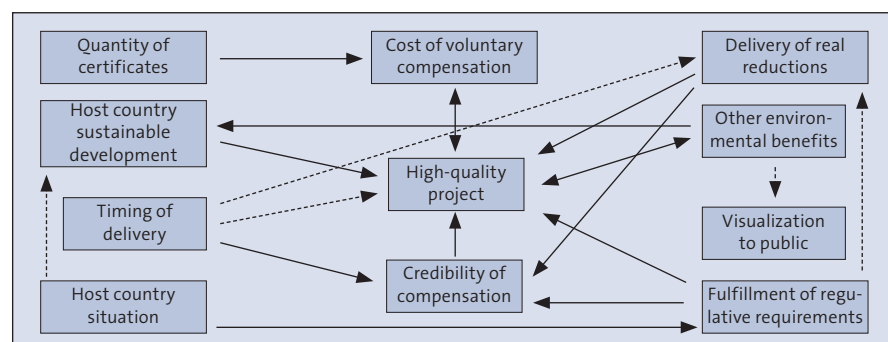 Quantity of
certificates
Cost of voluntary
compensation
Delivery of real
reductions
Host country
sustainable
development
Other environ-
mental benefits
High-quality
project
Timing of
delivery
Visualization
to public
Credibility of
compensation
Host country
situation
Fulfillment of regu-
lative requirements